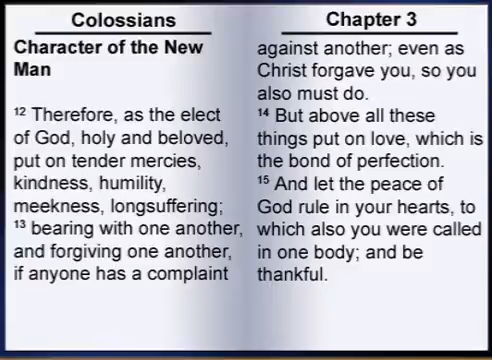 Colossians
Character of the New
Man
¹² Therefore, as the elect
of God, holy and beloved,
put on tender mercies,
kindness, humility,
meekness, longsuffering;
¹³ bearing with one another,
and forgiving one another,
if anyone has a complaint
Chapter 3
against another; even as
Christ forgave you, so you
also must do.
¹⁴ But above all these
things put on love, which is
the bond of perfection.
¹⁵ And let the peace of
God rule in your hearts, to
which also you were called
in one body; and be
thankful.